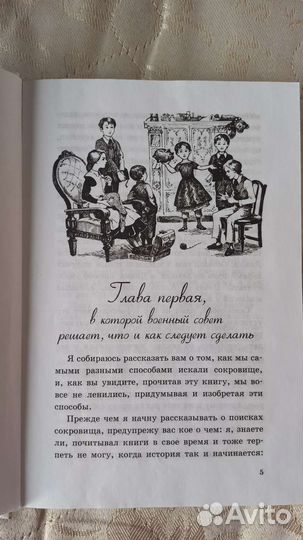 Глава первая,
в которой военный совет
решает, что и как следует сделать
Я собираюсь рассказать вам о том, как мы са-
мыми разными способами искали сокровище,
и, как вы увидите, прочитав эту книгу, мы во-
все не ленились, придумывая и изобретая эти
способы.
Прежде чем я начну рассказывать о поисках
сокровища, предупрежу вас кое о чем: я, знаете
ли, почитывал книги в свое время и тоже тер-
петь не могу, когда история так и начинается:
5
Avito